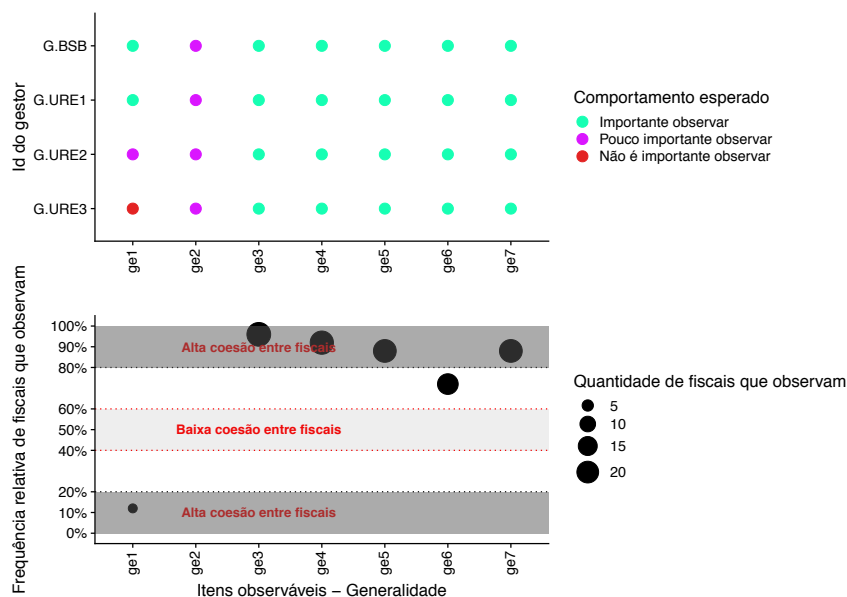 Id do gestor
G.BSB
G.URE1
G.URE2
G.URE3
ge1
ge2
ge3
ge4
ge5
ge6
ge7
Comportamento esperado
Importante observar
Pouco importante observar
Não é importante observar
Frequência relativa de fiscais que observam
100%
90%
80%
60%
50%
40%
20%
10%
0%
Alta coesão entre fiscais
Baixa coesão entre fiscais
Alta coesão entre fiscais
ge1
ge2
ge3
ge4
ge5
ge6
ge7
Itens observáveis − Generalidade
Quantidade de fiscais que observam
5
10
15
20